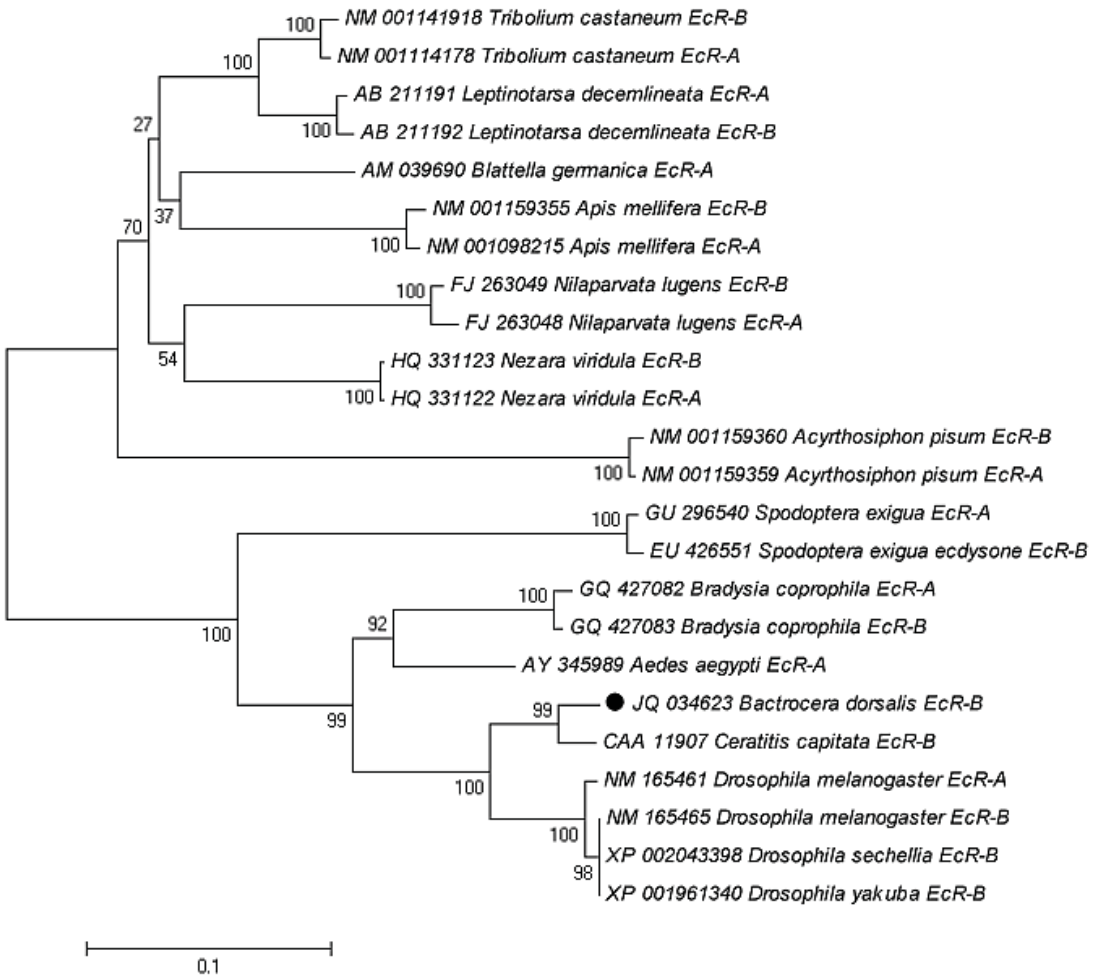 NM 001141918 Tribolium castaneum EcR-B
100
NM 001114178 Tribolium castaneum EcR-A
100
AB 211191 Leptinotarsa decemlineata EcR-A
100
AB 211192 Leptinotarsa decemlineata EcR-B
27
AM 039690 Blattella germanica EcR-A
37
NM 001159355 Apis mellifera EcR-B
70
100
NM 001098215 Apis mellifera EcR-A
FJ 263049 Nilaparvata lugens EcR-B
100
FJ 263048 Nilaparvata lugens EcR-A
54
HQ 331123 Nezara viridula EcR-B
100
HQ 331122 Nezara viridula EcR-A
NM 001159360 Acyrthosiphon pisum EcR-B
100
NM 001159359 Acyrthosiphon pisum EcR-A
GU 296540 Spodoptera exigua EcR-A
100
EU 426551 Spodoptera exigua ecdysone EcR-B
GQ 427082 Bradysia coprophila EcR-A
100
GQ 427083 Bradysia coprophila EcR-B
100
92
AY 345989 Aedes aegypti EcR-A
JQ 034623 Bactrocera dorsalis EcR-B
99
99
CAA 11907 Ceratitis capitata EcR-B
NM 165461 Drosophila melanogaster EcR-A
100
NM 165465 Drosophila melanogaster EcR-B
100
XP 002043398 Drosophila sechellia EcR-B
98
XP 001961340 Drosophila yakuba EcR-B
0.1